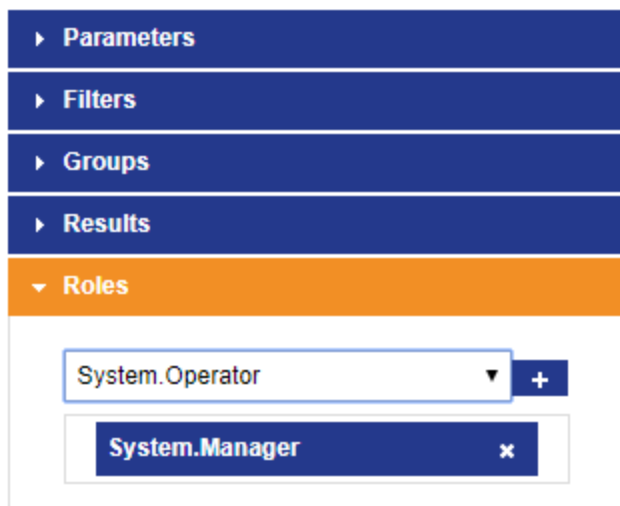 Parameters
Filters
Groups
Results
Roles
System.Operator
System.Manager